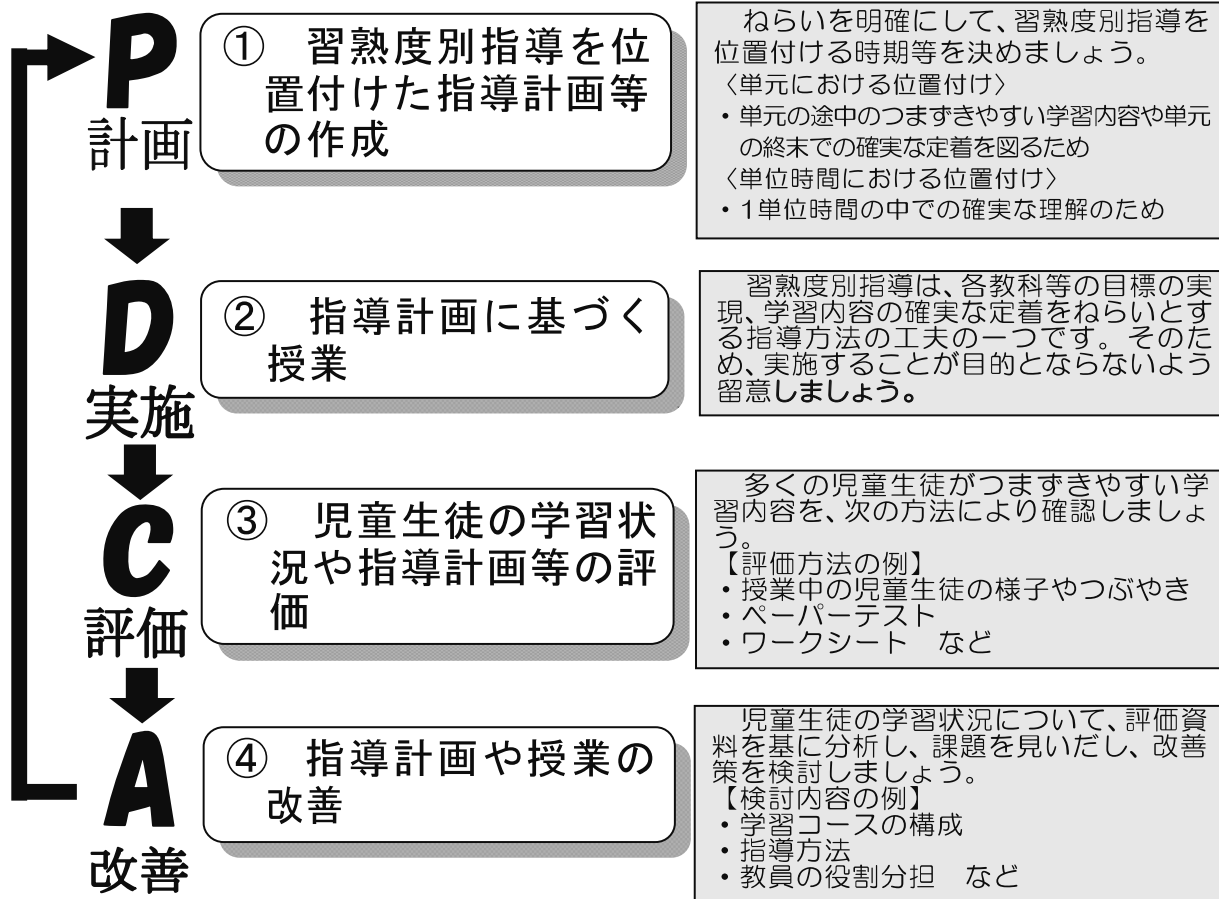 P
計画
① 習熟度別指導を位
置付けた指導計画等
の作成
ねらいを明確にして、習熟度別指導を
位置付ける時期等を決めましょう。
〈単元における位置付け〉
・単元の途中のつまずきやすい学習内容や単元
の終末での確実な定着を図るため
〈単位時間における位置付け〉
・1単位時間の中での確実な理解のため
D
実施
② 指導計画に基づく
授業
習熟度別指導は、各教科等の目標の実
現、学習内容の確実な定着をねらいとす
る指導方法の工夫の一つです。そのた
め、実施することが目的とならないよう
留意しましょう。
C
評価
③ 児童生徒の学習状
況や指導計画等の評
価
多くの児童生徒がつまずきやすい学
習内容を、次の方法により確認しましょ
う。
【評価方法の例】
・授業中の児童生徒の様子やつぶやき
・ペーパーテスト
・ワークシート など
A
改善
④ 指導計画や授業の
改善
児童生徒の学習状況について、評価資
料を基に分析し、課題を見いだし、改善
策を検討しましょう。
【検討内容の例】
・学習コースの構成
・指導方法
・教員の役割分担 など